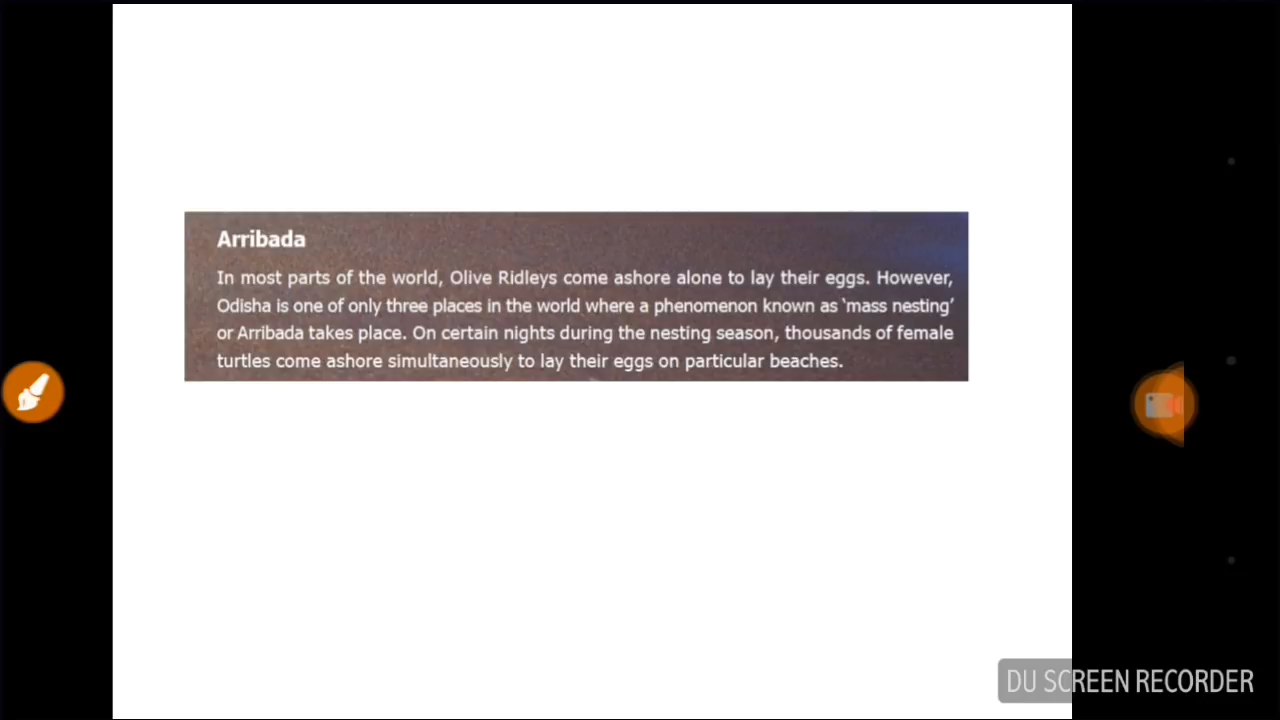 Arribada
In most parts of the world, Olive Ridleys come ashore alone to lay their eggs. However,
Odisha is one of only three places in the world where a phenomenon known as ‘mass nesting’
or Arribada takes place. On certain nights during the nesting season, thousands of female
turtles come ashore simultaneously to lay their eggs on particular beaches.
DU SCREEN RECORDER